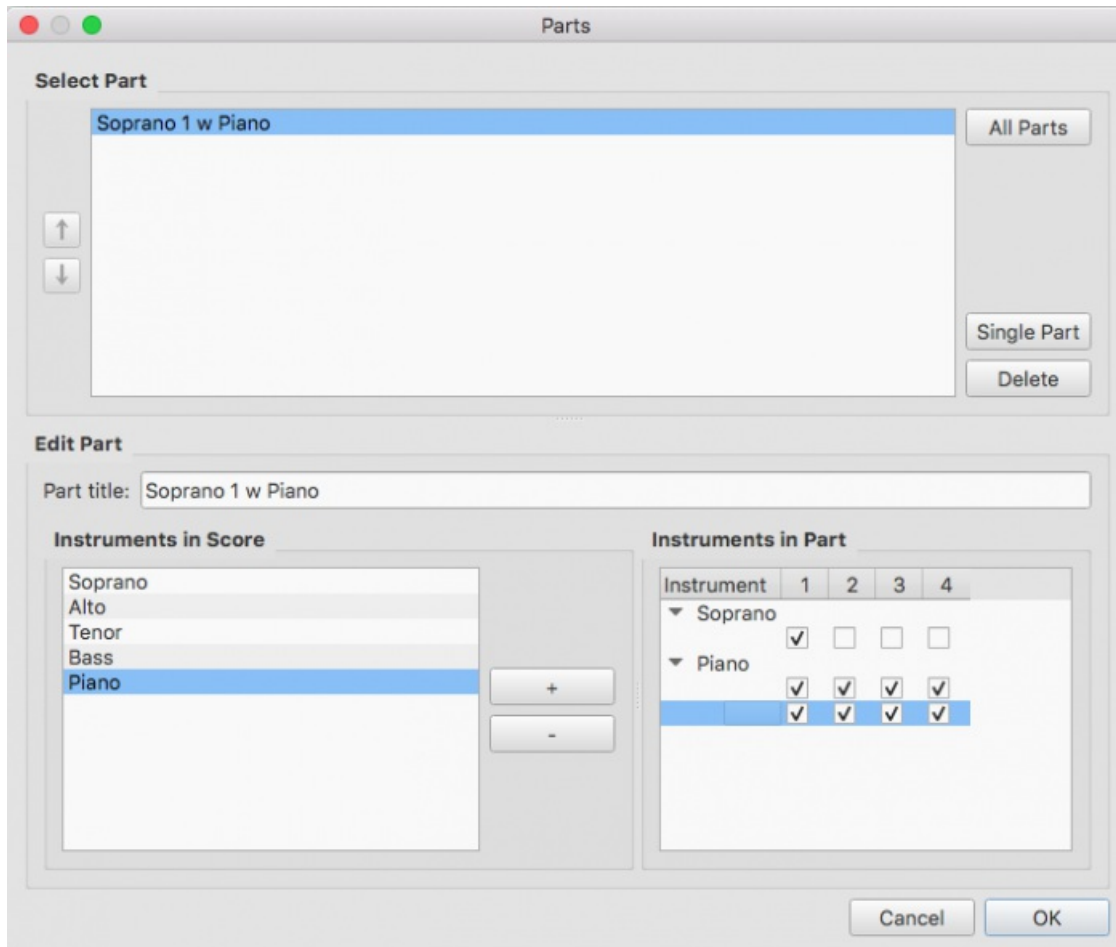 Parts
Select Part
Soprano 1 w Piano
All Parts
Single Part
Delete
Edit Part
Part title: Soprano 1 w Piano
Instruments in Score
Soprano
Alto
Tenor
Bass
Piano
+
-
Instruments in Part
Instrument 1 2 3 4
Soprano
Piano
Cancel OK